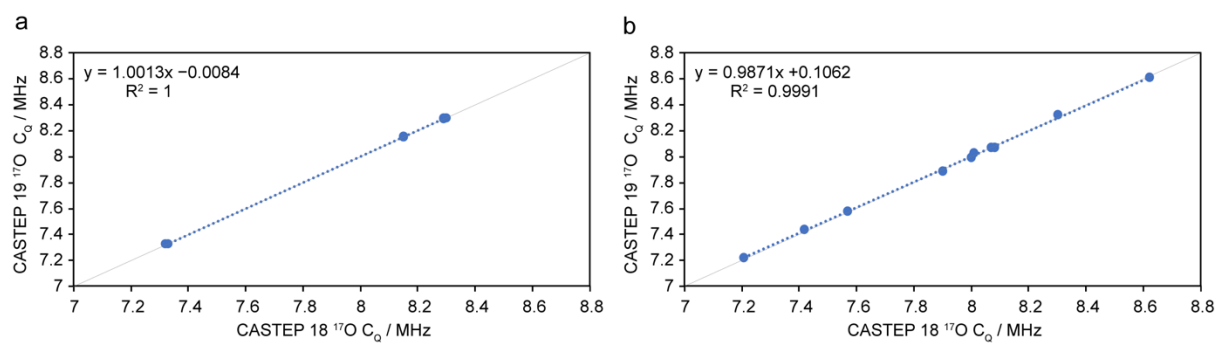 a
8.8
8.6
8.4
8.2
8
7.8
7.6
7.4
7.2
7
y = 1.0013x −0.0084
R² = 1
CASTEP 19 ¹⁷O C_Q / MHz
7 7.2 7.4 7.6 7.8 8 8.2 8.4 8.6 8.8
CASTEP 18 ¹⁷O C_Q / MHz
b
8.8
8.6
8.4
8.2
8
7.8
7.6
7.4
7.2
7
y = 0.9871x +0.1062
R² = 0.9991
CASTEP 19 ¹⁷O C_Q / MHz
7 7.2 7.4 7.6 7.8 8 8.2 8.4 8.6 8.8
CASTEP 18 ¹⁷O C_Q / MHz